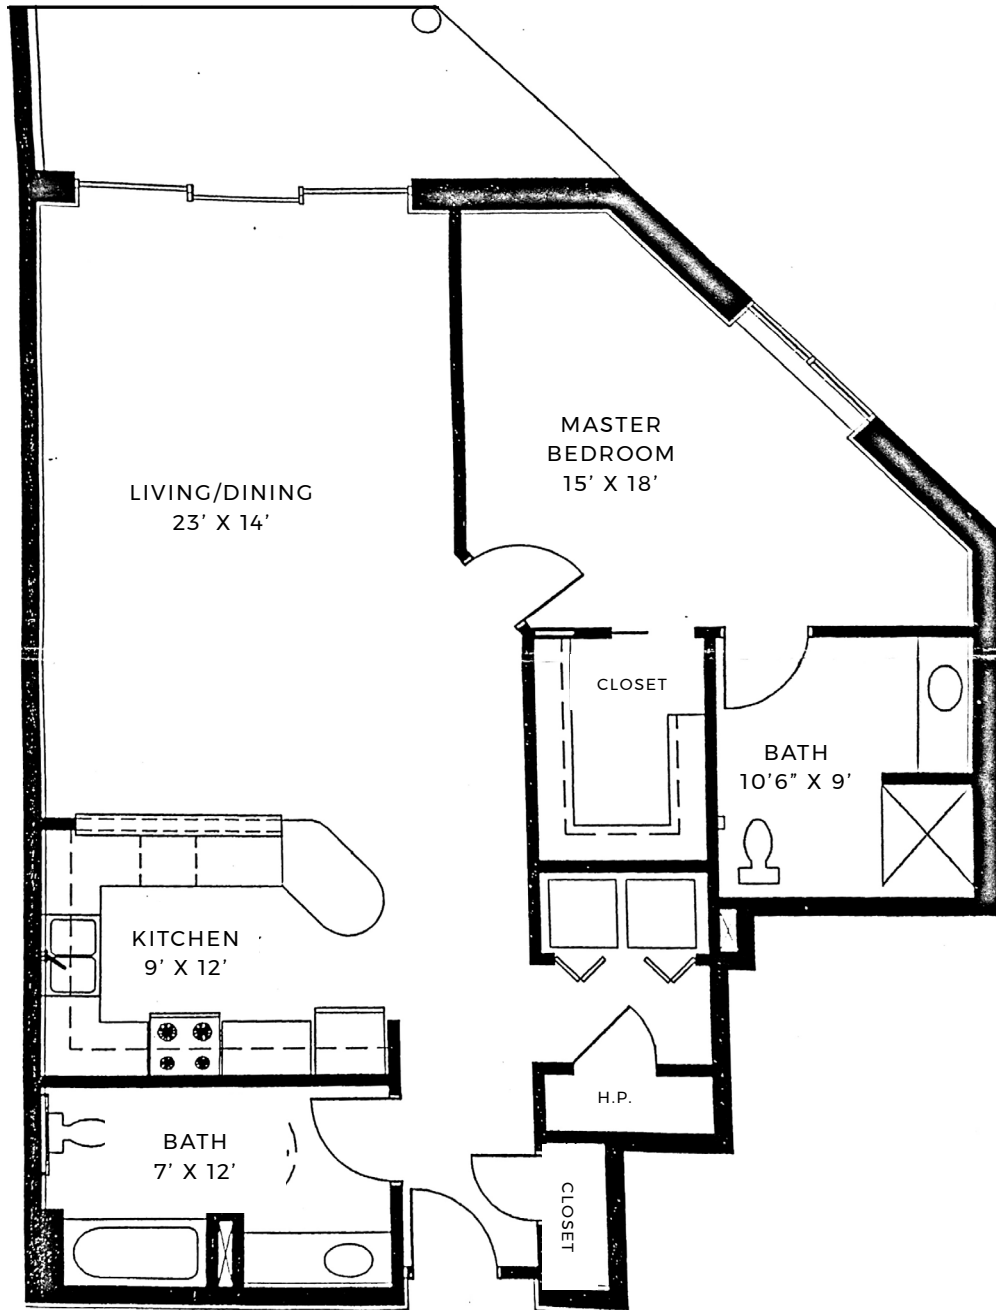 MASTER
BEDROOM
15’ X 18’
LIVING/DINING
23’ X 14’
CLOSET
BATH
10’6” X 9’
KITCHEN
9’ X 12’
H.P.
BATH
7’ X 12’
CLOSET